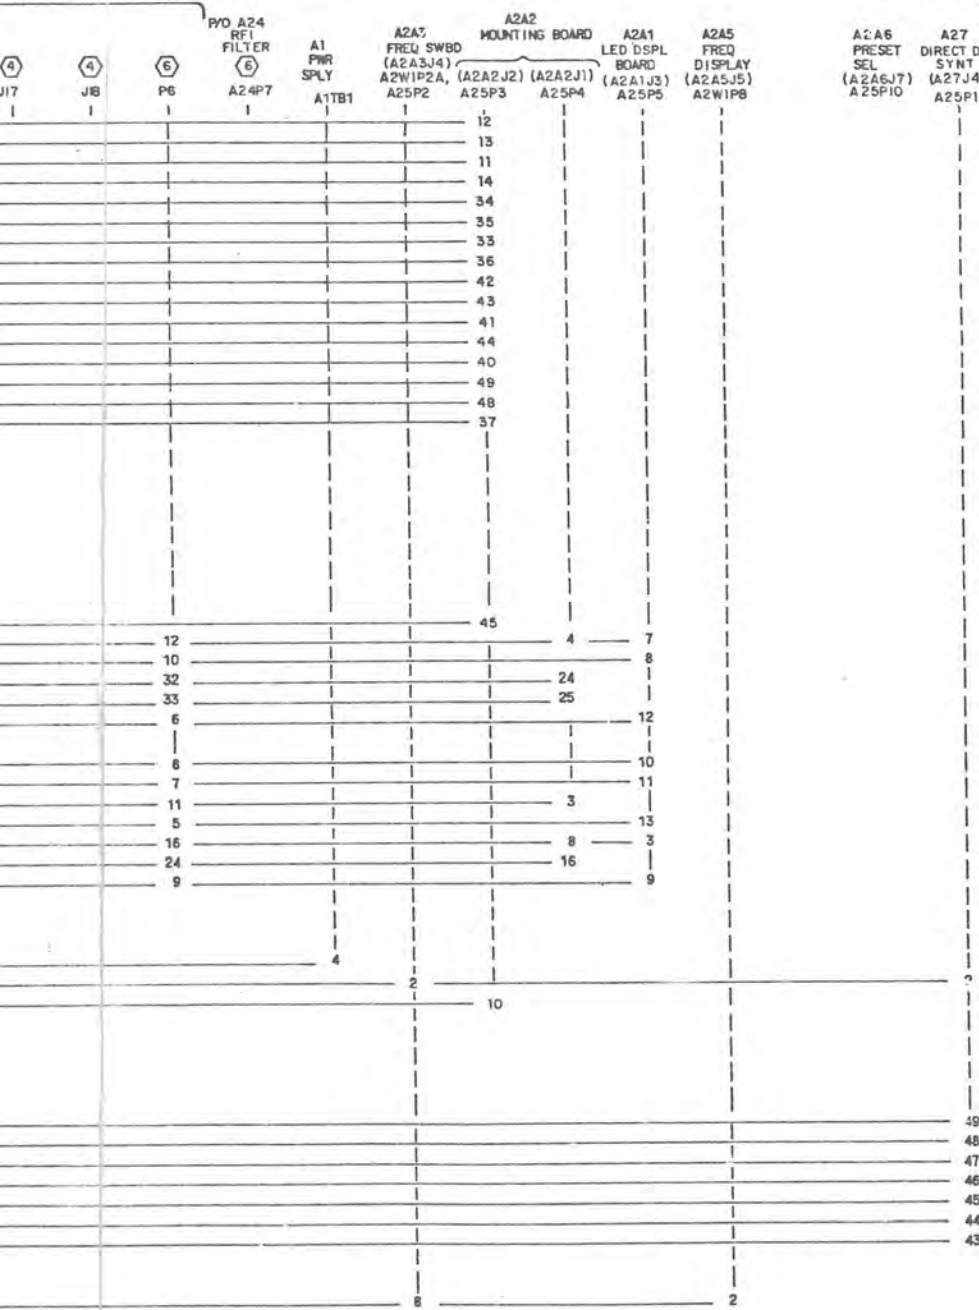 P/O A24
RFI
FILTER
6
A24P7
4
J17
4
J18
6
P6
A1
PWR
SPLY
A1TB1
FREQ SWBD
(A2A3J4)
A2W1P2A,
A25P2
A2A2
MOUNTING BOARD
(A2A2J2) (A2A2J1)
A25P3 A25P4
A2A1
LED DSPL
BOARD
(A2A1J3)
A25P5
A2A5
FREQ
DISPLAY
(A2A5J5)
A2W1P8
A2A6
PRESET
SEL
(A2A6J7)
A25P10
A27
DIRECT D
SYNT
(A27J4
A25P1
12
13
11
14
34
35
33
36
42
43
41
44
40
49
48
37
45
12 4 7
10 8
32 24
33 25
6 12
8 10
7 11
11 3
5 13
16 8 3
24 16
9 9
4
2
10
49
48
47
46
45
44
43
2